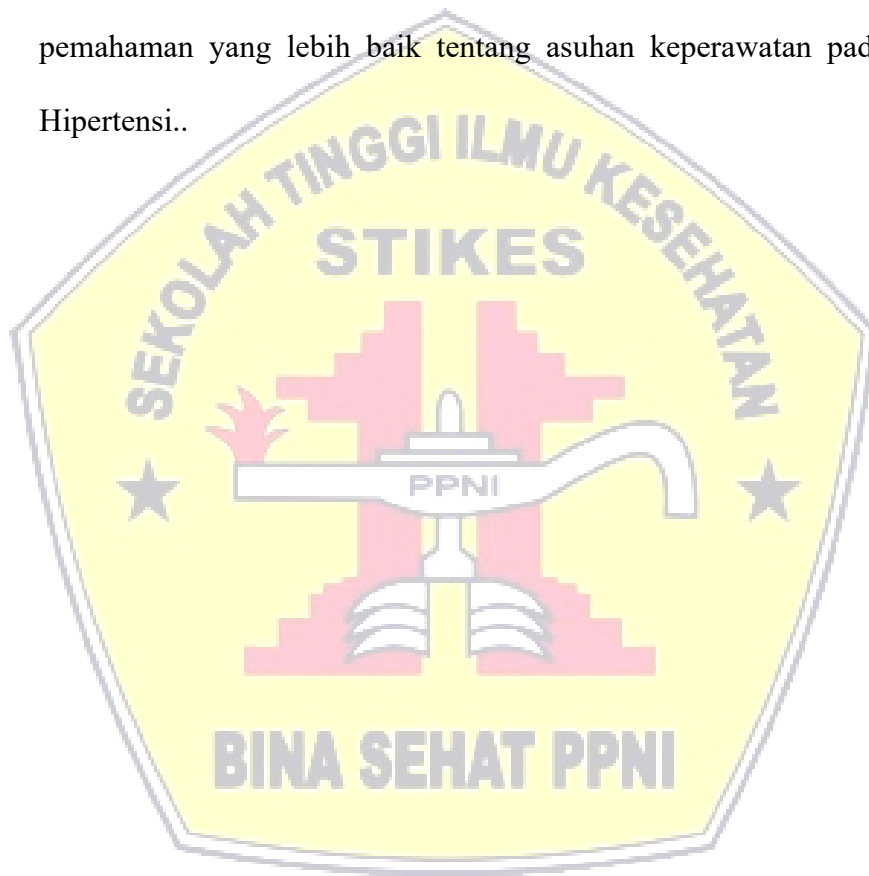 pemahaman yang lebih baik tentang asuhan keperawatan pad
Hipertensi..
SEKOLAH TINGGI ILMU KESEHATAN
STIKES
PPNI
BINA SEHAT PPNI